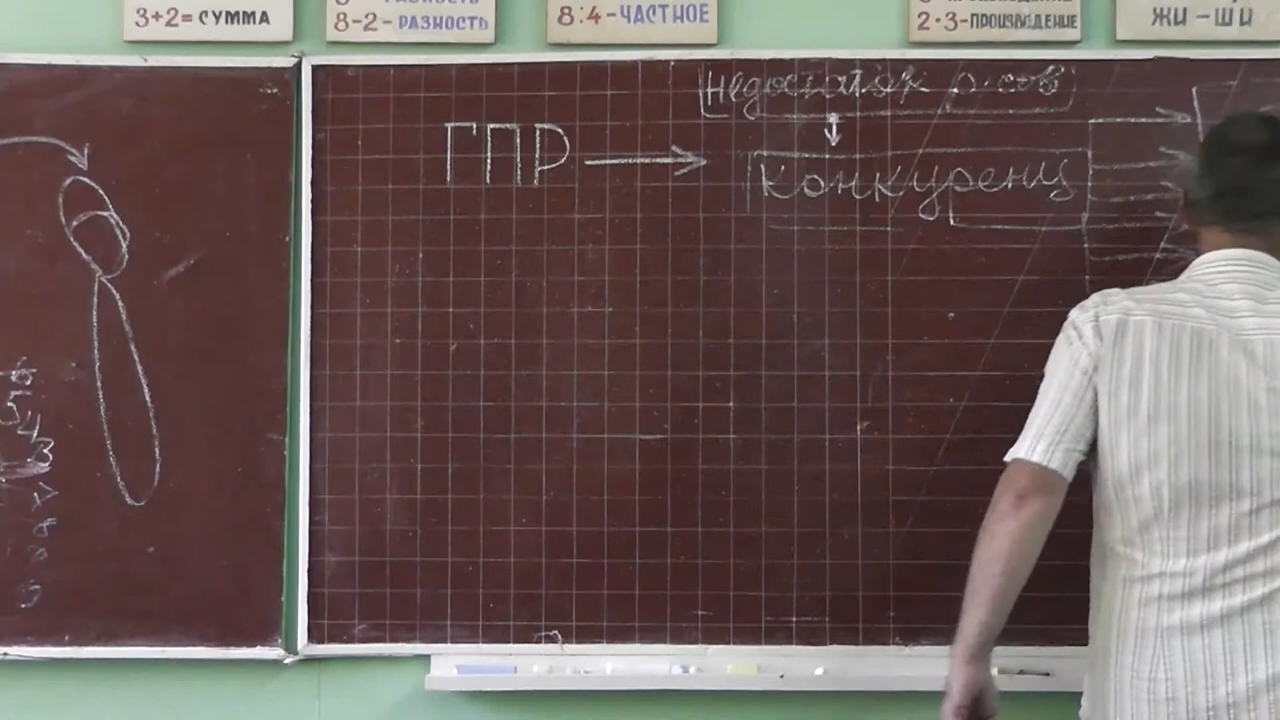 3+2= СУММА
8-2- РАЗНОСТЬ
8:4-ЧАСТНОЕ
2·3-ПРОИЗВЕДЕНИЕ
ЖИ-ШИ
недостаток р.сов
ГПР
Конкуренц